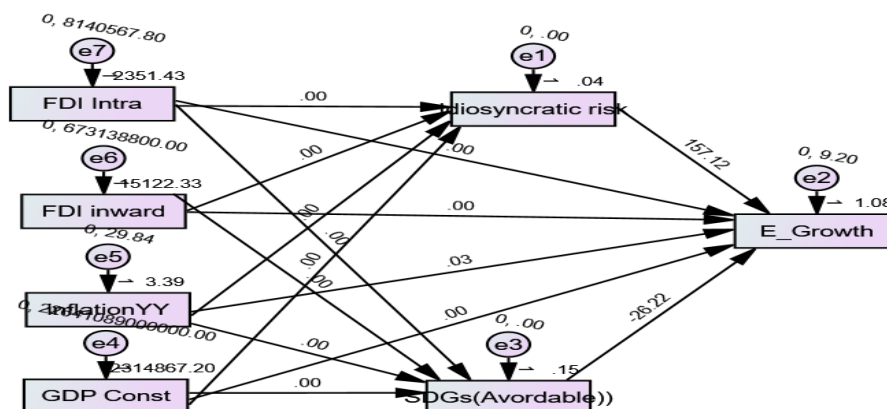 0, 8140567.80
e7
2351.43
FDI Intra
0, 673138800.00
e6
15122.33
FDI inward
0, 29.84
e5
3.39
InflationYY
e4
2314867.20
GDP Const
0, .00
e1
1
.04
Idiosyncratic risk
0, 9.20
e2
1
1.08
E_Growth
0, .00
e3
1
.15
SDGs(Avordable))
.00
.00
.00
.00
.00
.00
.00
.00
.03
.00
.00
.00
157.12
-26.22